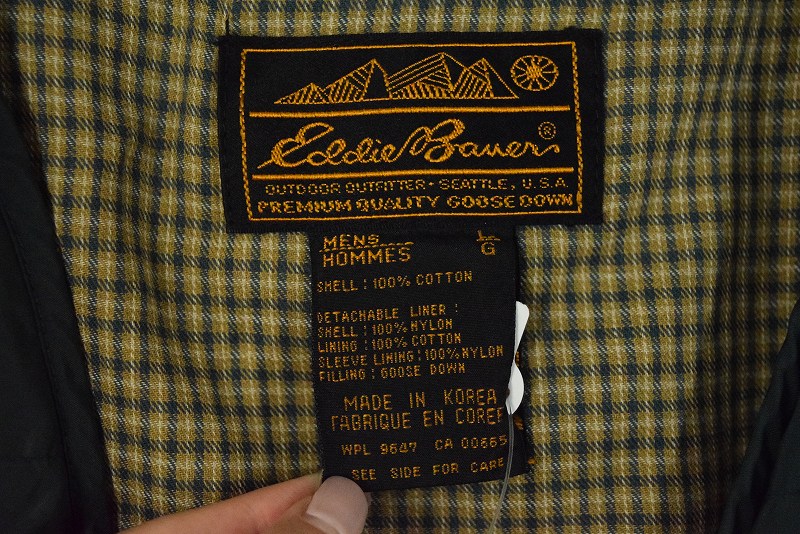 Eddie Bauer ®
OUTDOOR OUTFITTER • SEATTLE, U.S.A.
PREMIUM QUALITY GOOSE DOWN
MENS L
HOMMES G
SHELL: 100% COTTON
DETACHABLE LINER:
SHELL: 100% NYLON
LINING: 100% COTTON
SLEEVE LINING: 100% NYLON
FILLING: GOOSE DOWN
MADE IN KOREA
FABRIQUE EN COREE
WPL 9647 CA 00665
SEE SIDE FOR CARE